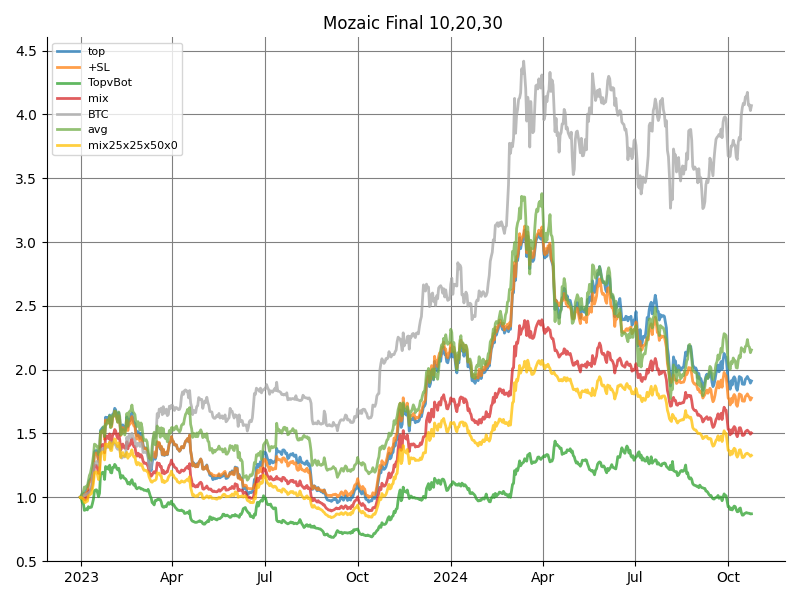 Mozaic Final 10,20,30
top
+SL
TopvBot
mix
BTC
avg
mix25x25x50x0
4.5
4.0
3.5
3.0
2.5
2.0
1.5
1.0
0.5
2023
Apr
Jul
Oct
2024
Apr
Jul
Oct